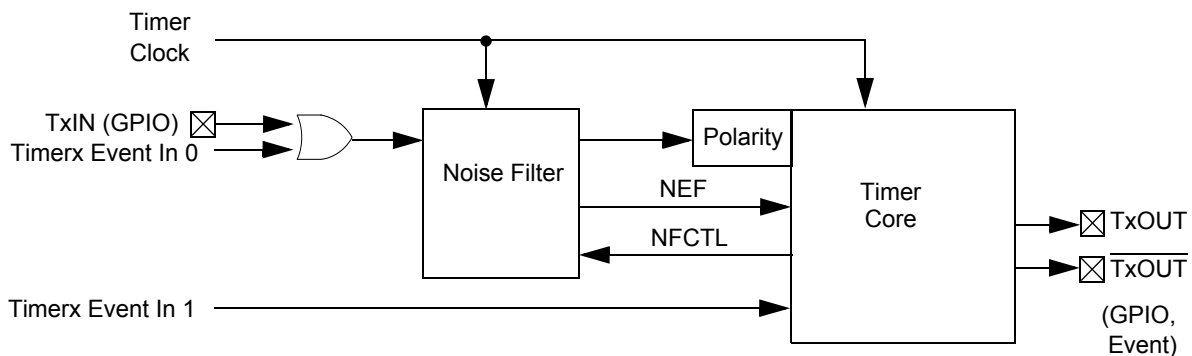 Timer
Clock
TxIN (GPIO)
Timerx Event In 0
Noise Filter
Polarity
NEF
NFCTL
Timer
Core
TxOUT
TxOUT
(GPIO,
Event)
Timerx Event In 1